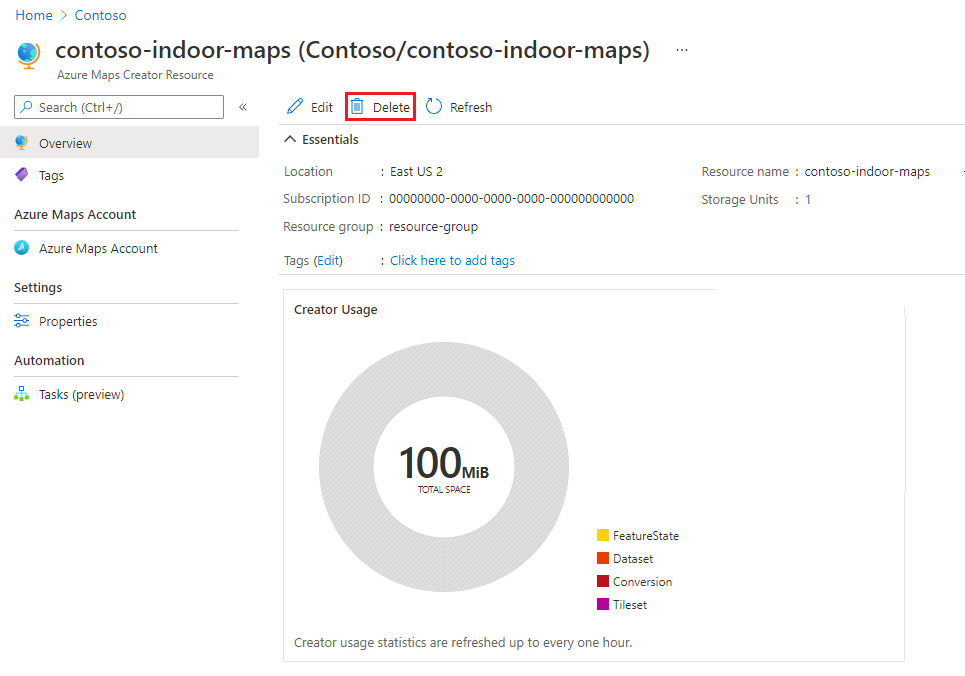 Home > Contoso
contoso-indoor-maps (Contoso/contoso-indoor-maps) ...
Azure Maps Creator Resource
Search (Ctrl+/) «
Overview
Tags
Azure Maps Account
Azure Maps Account
Settings
Properties
Automation
Tasks (preview)
Edit Delete Refresh
Essentials
Location : East US 2
Subscription ID : 00000000-0000-0000-0000-000000000000
Resource group : resource-group
Resource name : contoso-indoor-maps
Storage Units : 1
Tags (Edit) : Click here to add tags
Creator Usage
100 MiB
TOTAL SPACE
FeatureState
Dataset
Conversion
Tileset
Creator usage statistics are refreshed up to every one hour.